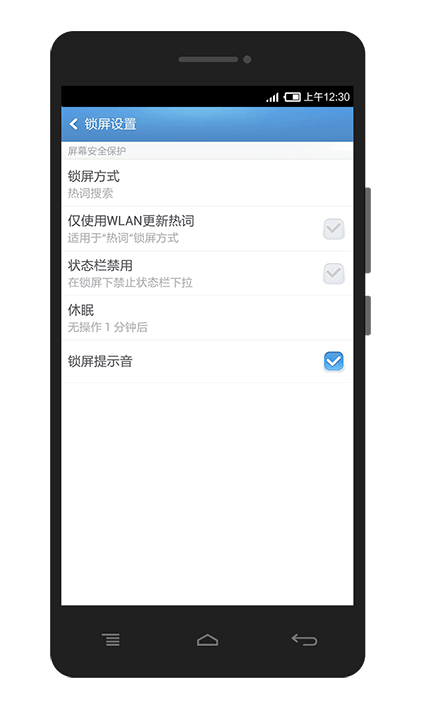 上午12:30
锁屏设置
屏幕安全保护
锁屏方式
热词搜索
仅使用WLAN更新热词
适用于“热词”锁屏方式
状态栏禁用
在锁屏下禁止状态栏下拉
休眠
无操作 1 分钟后
锁屏提示音